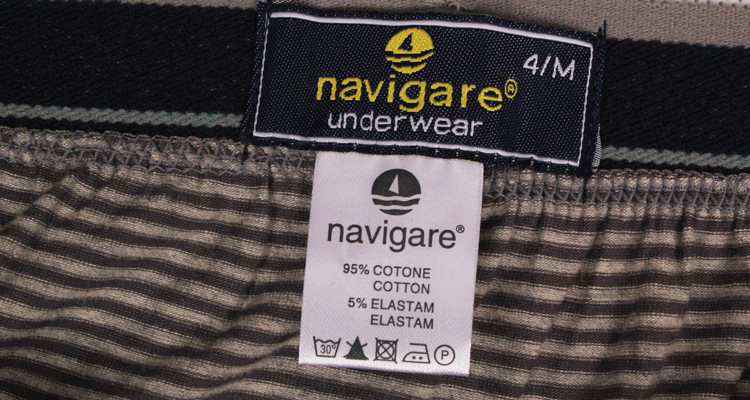 4/M
navigare®
underwear
navigare®
95% COTONE
COTTON
5% ELASTAM
ELASTAM
30° P